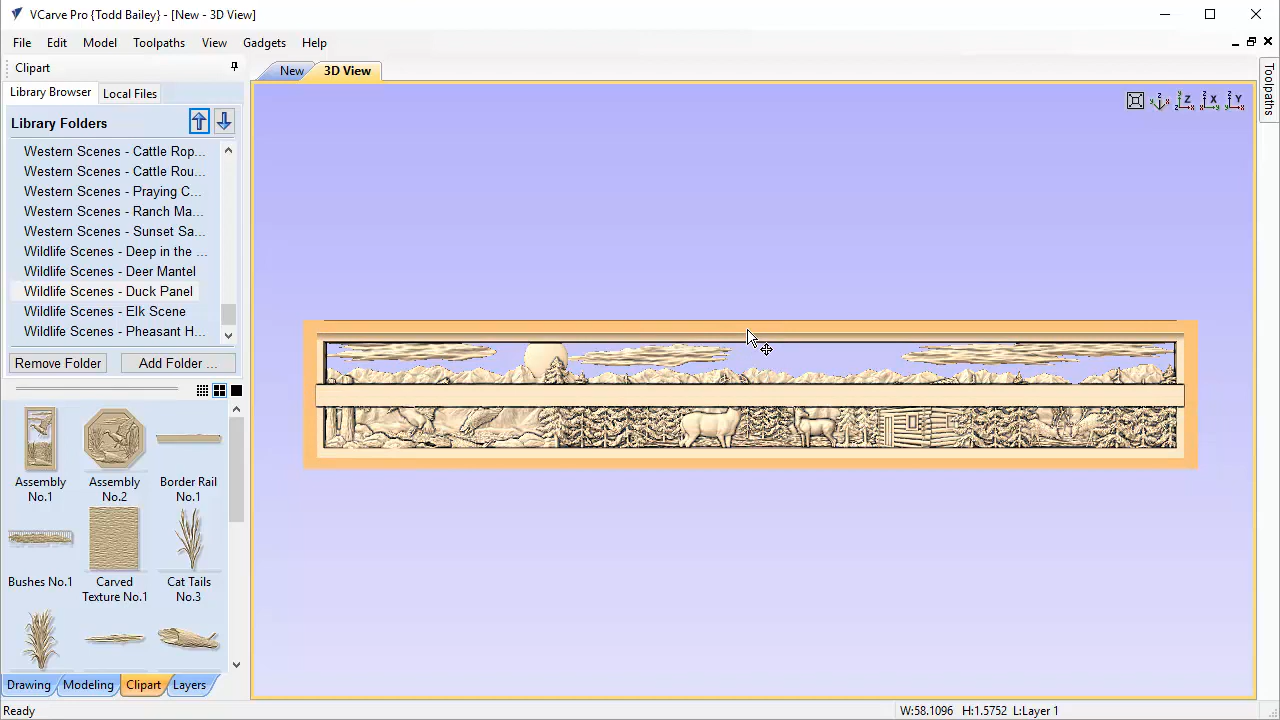 VCarve Pro {Todd Bailey} - [New - 3D View]
File Edit Model Toolpaths View Gadgets Help
Clipart
New 3D View
Library Browser Local Files
Z X Y
Toolpaths
Library Folders
Western Scenes - Cattle Rop...
Western Scenes - Cattle Rou...
Western Scenes - Praying C...
Western Scenes - Ranch Ma...
Western Scenes - Sunset Sa...
Wildlife Scenes - Deep in the ...
Wildlife Scenes - Deer Mantel
Wildlife Scenes - Duck Panel
Wildlife Scenes - Elk Scene
Wildlife Scenes - Pheasant H...
Remove Folder Add Folder ...
Assembly No.1
Assembly No.2
Border Rail No.1
Bushes No.1
Carved Texture No.1
Cat Tails No.3
Drawing Modeling Clipart Layers
Ready
W:58.1096 H:1.5752 L:Layer 1